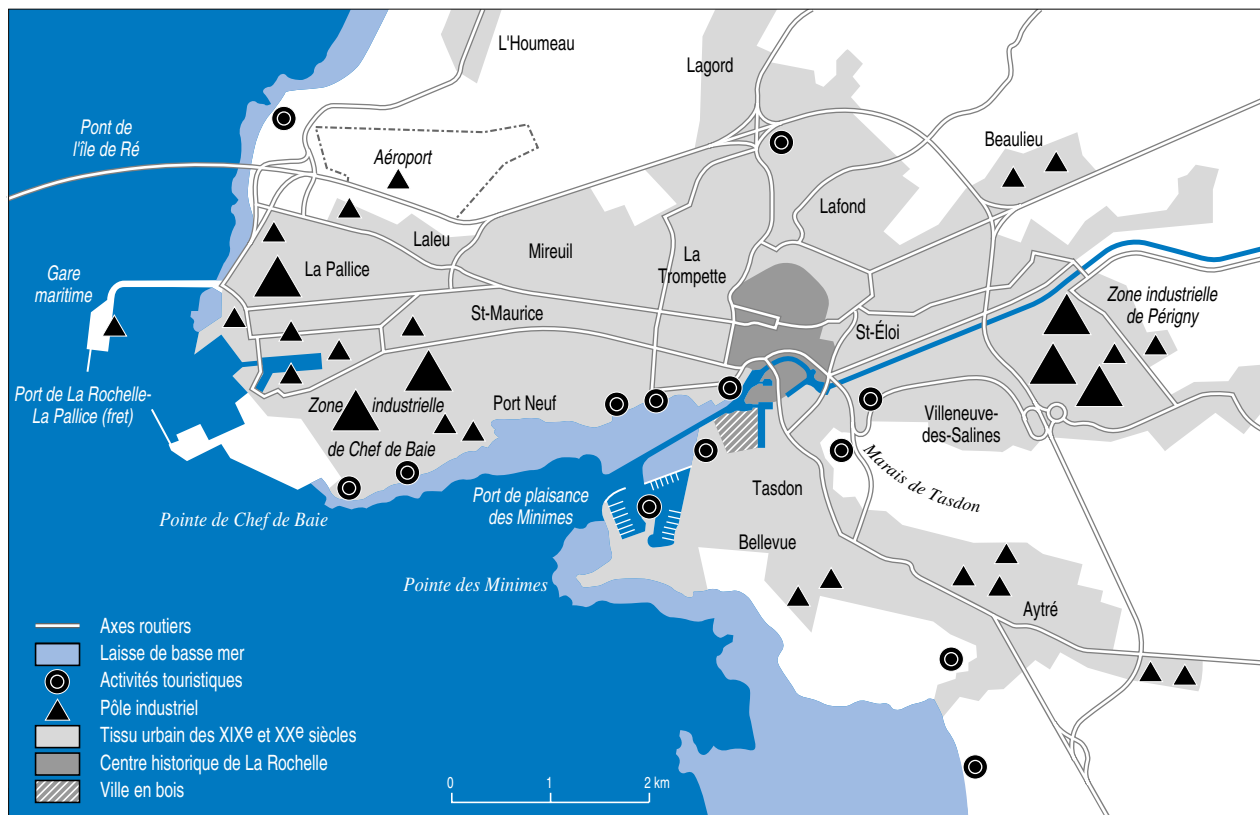 L'Houmeau
Lagord
Pont de
l'île de Ré
Aéroport
Beaulieu
Lafond
Laleu
Mireuil
La
Trompette
La Pallice
Gare
maritime
St-Maurice
St-Éloi
Zone industrielle
de Périgny
Port de La Rochelle-
La Pallice (fret)
Zone industrielle
de Chef de Baie
Port Neuf
Villeneuve-
des-Salines
Marais de Tasdon
Pointe de Chef de Baie
Port de plaisance
des Minimes
Tasdon
Bellevue
Pointe des Minimes
Aytré
Axes routiers
Laisse de basse mer
Activités touristiques
Pôle industriel
Tissu urbain des XIXe et XXe siècles
Centre historique de La Rochelle
Ville en bois
0 1 2 km